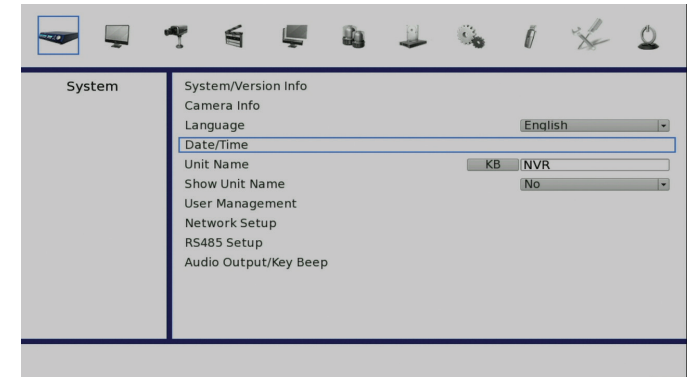 System
System/Version Info
Camera Info
Language English
Date/Time
Unit Name KB NVR
Show Unit Name No
User Management
Network Setup
RS485 Setup
Audio Output/Key Beep